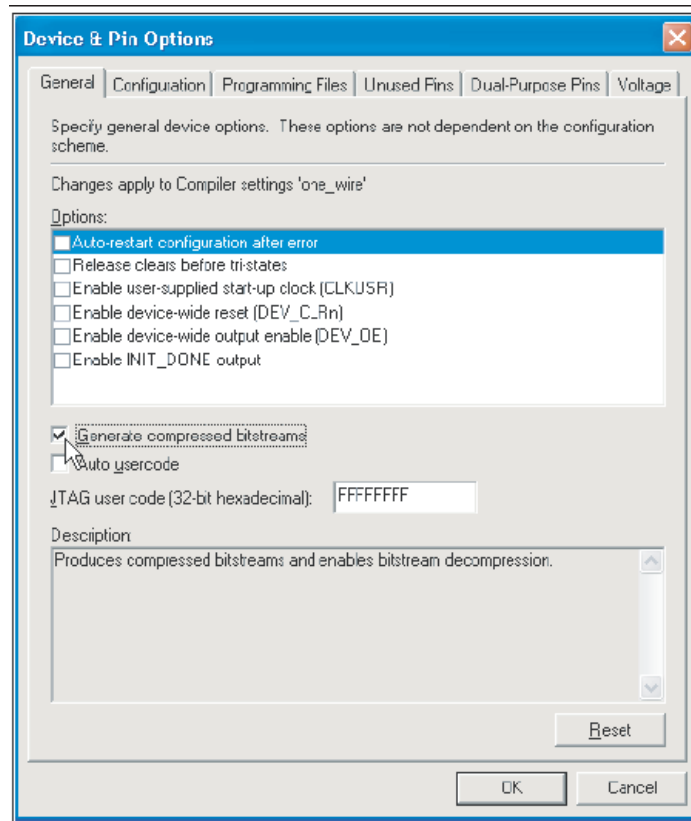 Device & Pin Options
General Configuration Programming Files Unused Pins Dual-Purpose Pins Voltage
Specify general device options. These options are not dependent on the configuration
scheme.
Changes apply to Compiler settings 'one_wire'
Options:
Auto-restart configuration after error
Release clears before tri-states
Enable user-supplied start-up clock (CLKUSR)
Enable device-wide reset (DEV_CLRn)
Enable device-wide output enable (DEV_OE)
Enable INIT_DONE output
Generate compressed bitstreams
Auto usercode
JTAG user code (32-bit hexadecimal): FFFFFFFF
Description:
Produces compressed bitstreams and enables bitstream decompression.
Reset
OK Cancel